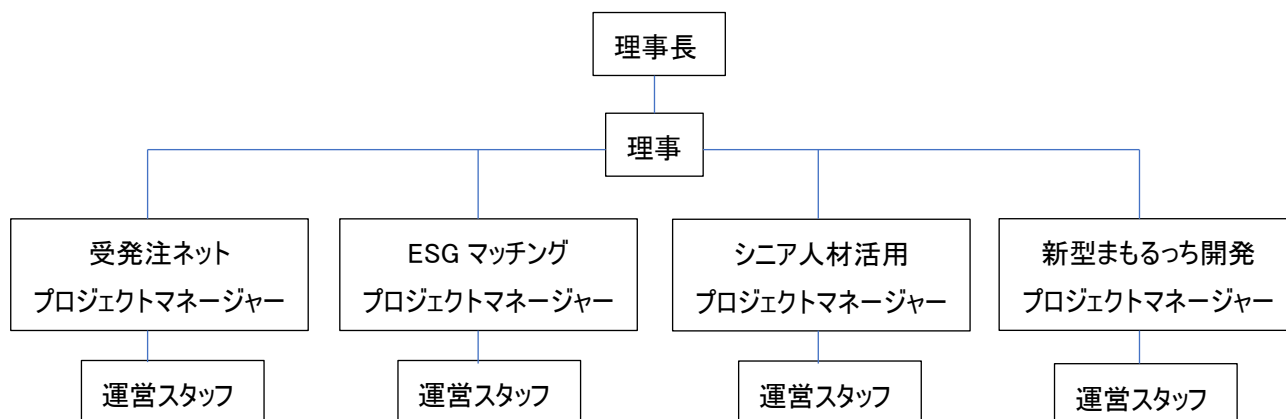 理事長
理事
受発注ネット
プロジェクトマネージャー
ESG マッチング
プロジェクトマネージャー
シニア人材活用
プロジェクトマネージャー
新型まもるっち開発
プロジェクトマネージャー
運営スタッフ
運営スタッフ
運営スタッフ
運営スタッフ